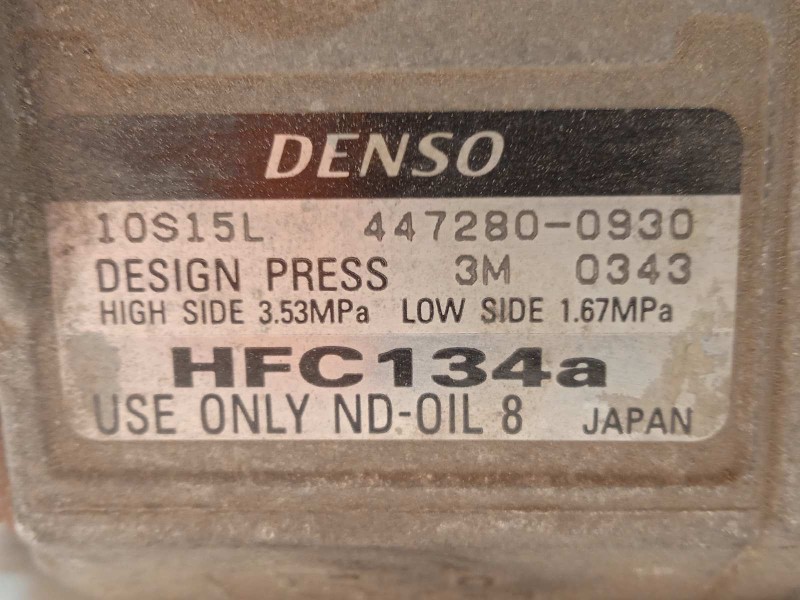 DENSO
10S15L 447280-0930
DESIGN PRESS 3M 0343
HIGH SIDE 3.53MPa LOW SIDE 1.67MPa
HFC134a
USE ONLY ND-OIL 8 JAPAN